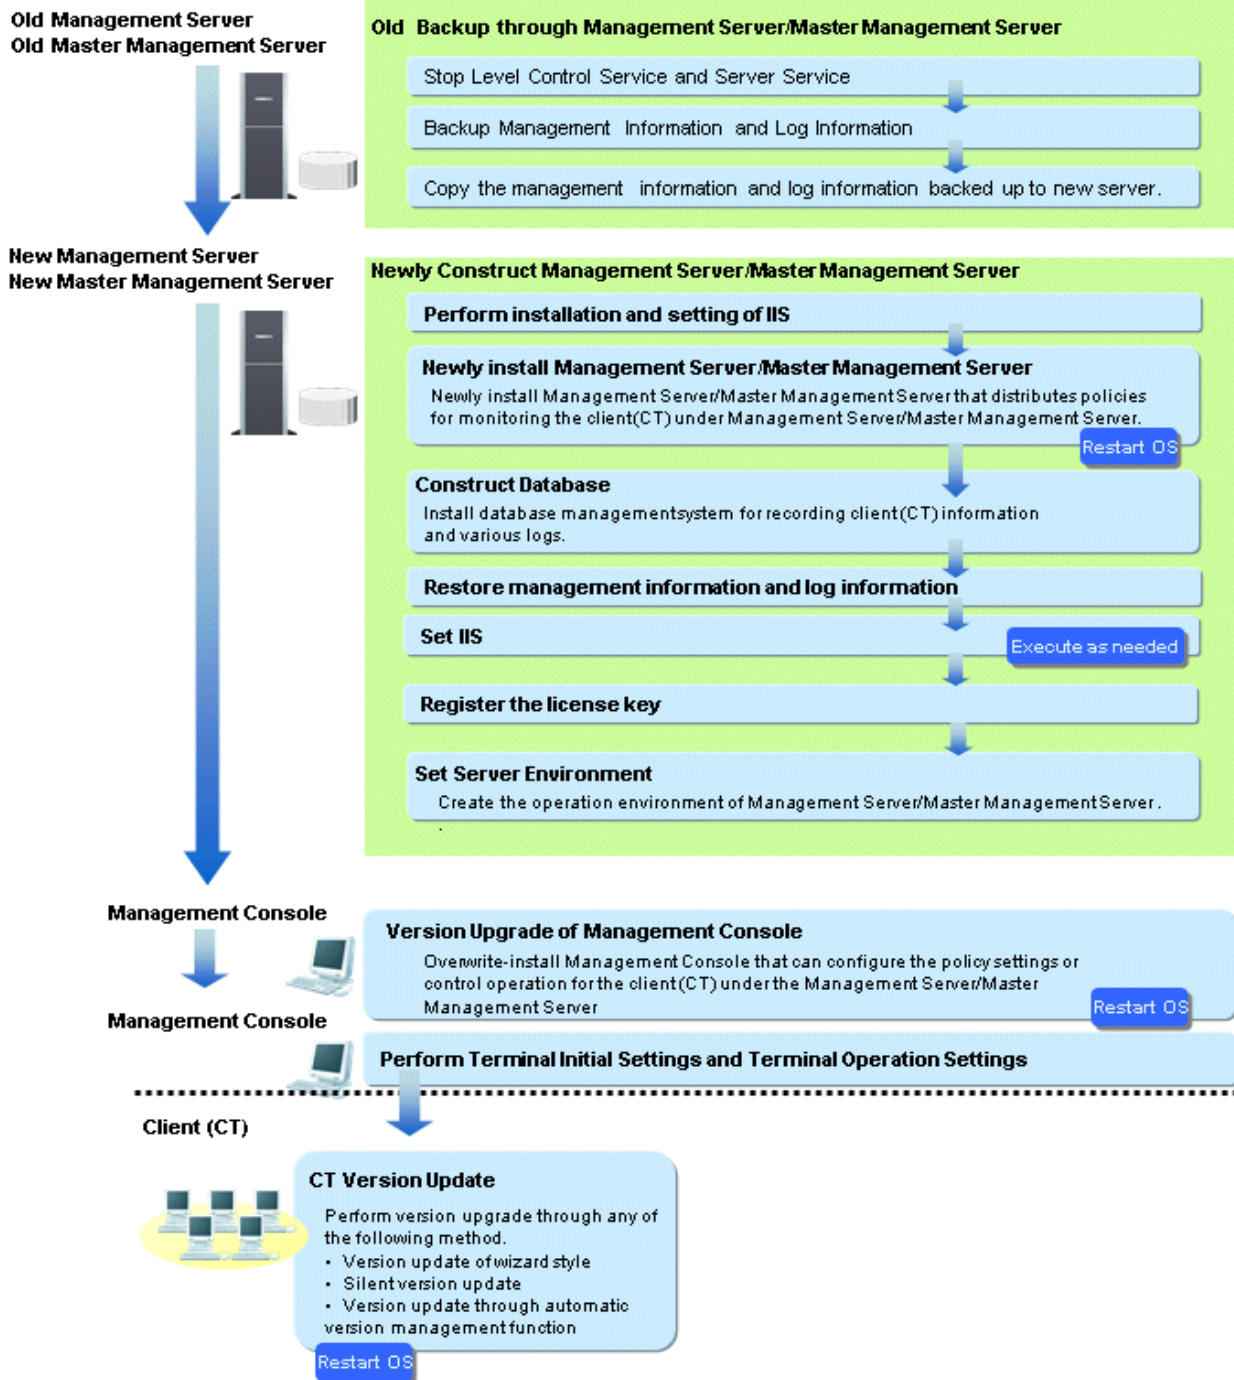 Old Management Server
Old Master Management Server
Old Backup through Management Server/Master Management Server
Stop Level Control Service and Server Service
Backup Management Information and Log Information
Copy the management information and log information backed up to new server.
New Management Server
New Master Management Server
Newly Construct Management Server/Master Management Server
Perform installation and setting of IIS
Newly install Management Server/Master Management Server
Newly install Management Server/Master Management Server that distributes policies
for monitoring the client(CT) under Management Server/Master Management Server.
Restart OS
Construct Database
Install database managementsystem for recording client(CT) information
and various logs.
Restore management information and log information
Set IIS
Execute as needed
Register the license key
Set Server Environment
Create the operation environment of Management Server/Master Management Server .
.
Management Console
Version Upgrade of Management Console
Overwrite-install Management Console that can configure the policy settings or
control operation for the client(CT) under the Management Server/Master
Management Server
Restart OS
Management Console
Perform Terminal Initial Settings and Terminal Operation Settings
Client (CT)
CT Version Update
Perform version upgrade through any of
the following method.
• Version update of wizard style
• Silent version update
• Version update through automatic
version management function
Restart OS